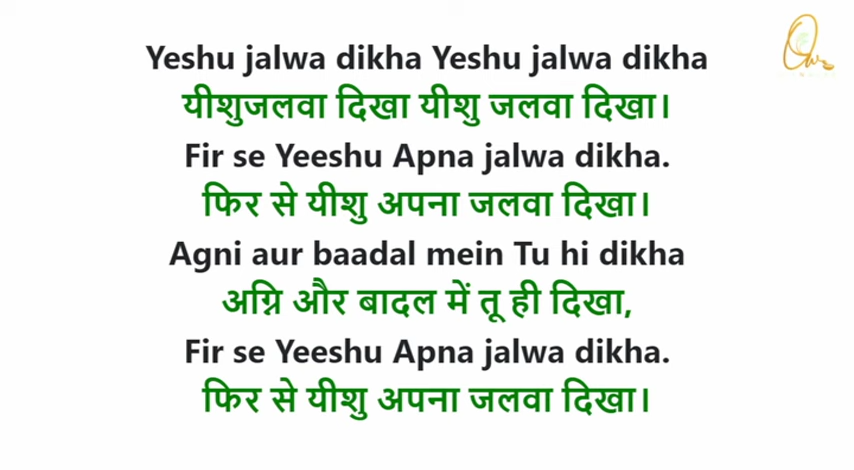 Yeshu jalwa dikha Yeshu jalwa dikha
यीशुजलवा दिखा यीशु जलवा दिखा।
Fir se Yeeshu Apna jalwa dikha.
फिर से यीशु अपना जलवा दिखा।
Agni aur baadal mein Tu hi dikha
अग्नि और बादल में तू ही दिखा,
Fir se Yeeshu Apna jalwa dikha.
फिर से यीशु अपना जलवा दिखा।